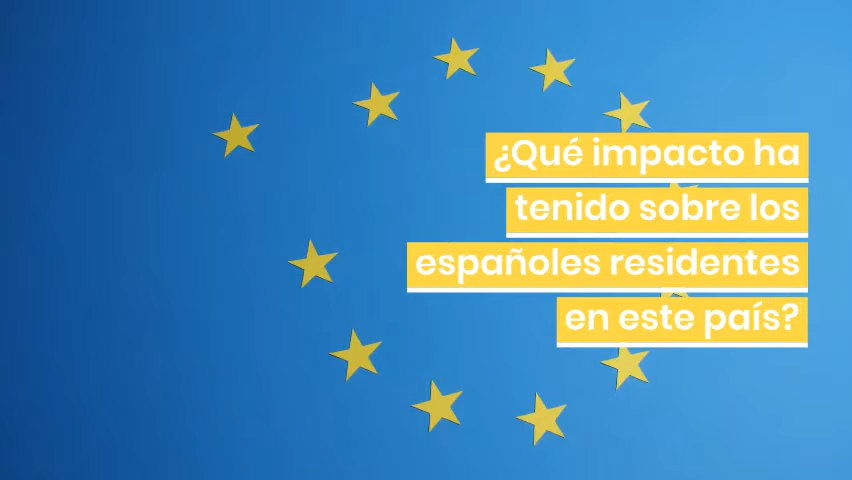 ¿Qué impacto ha
tenido sobre los
españoles residentes
en este país?